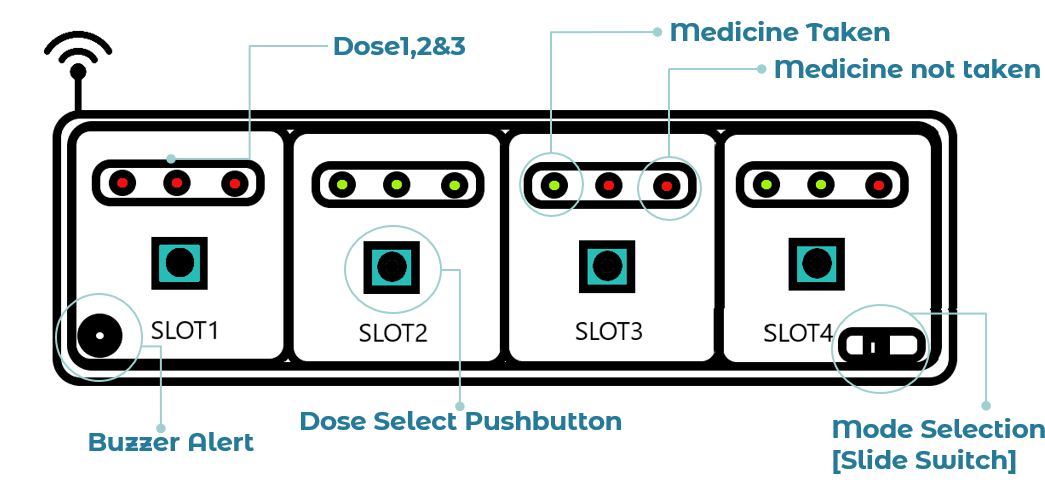 Medicine Taken
Dose1,2&3
Medicine not taken
SLOT1
SLOT2
SLOT3
SLOT4
Dose Select Pushbutton
Buzzer Alert
Mode Selection
[Slide Switch]